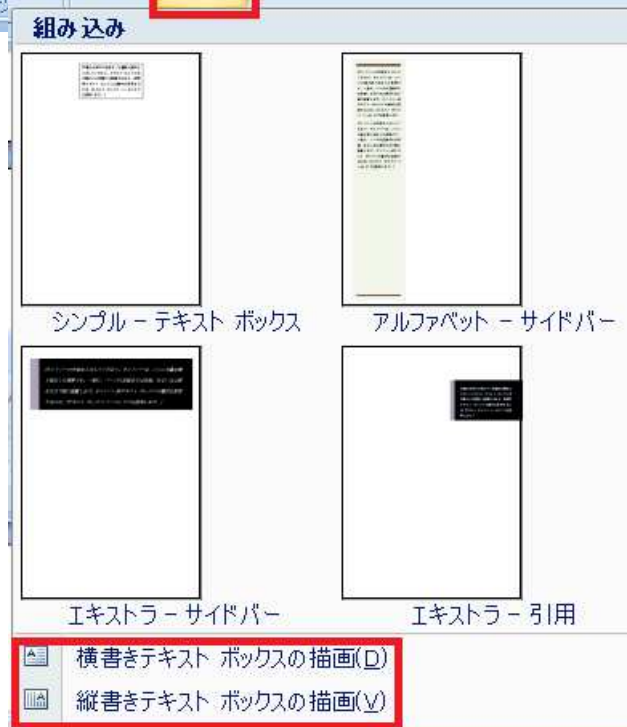 組み込み
シンプル – テキスト ボックス
アルファベット – サイドバー
エキストラ – サイドバー
エキストラ – 引用
横書きテキスト ボックスの描画(D)
縦書きテキスト ボックスの描画(V)